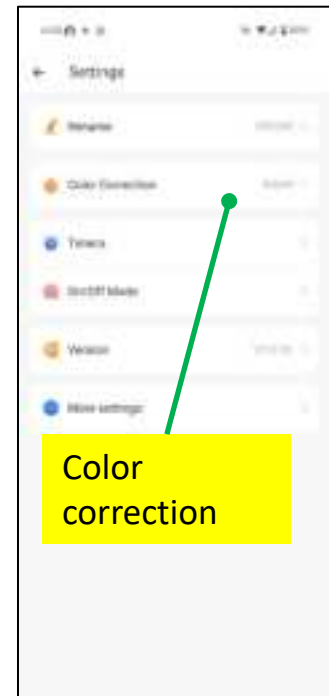 Settings
Rename
Color Correction
Timers
On/Off Mode
Version
More settings
Color
correction